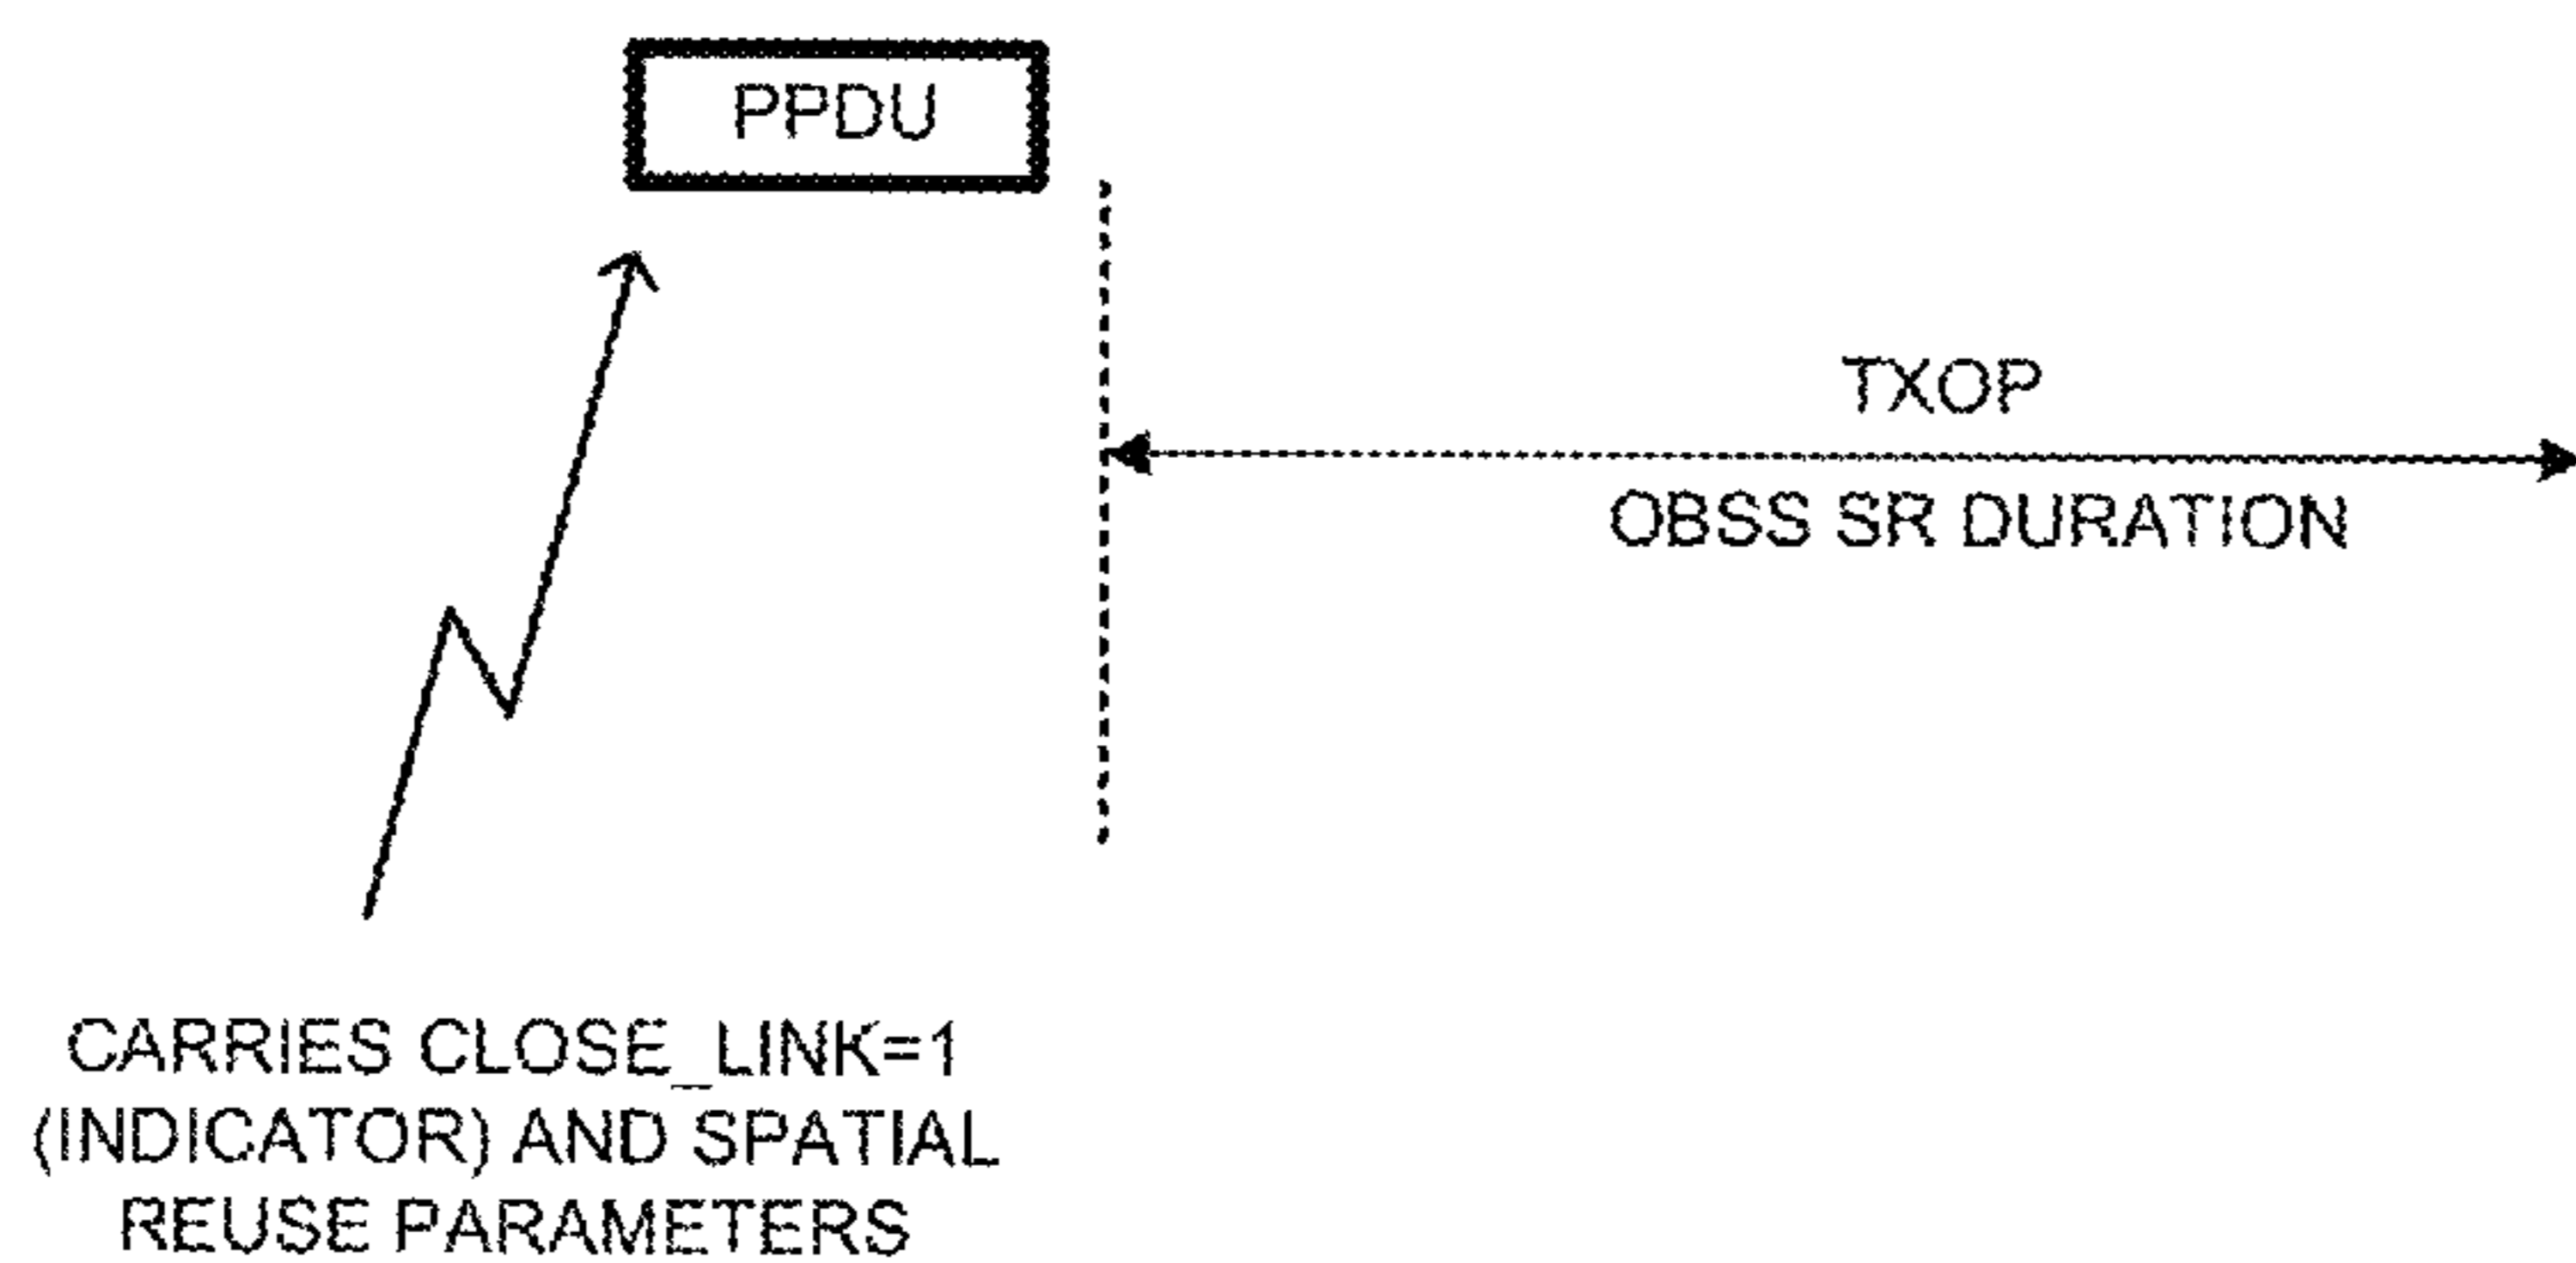 PPDU
TXOP
OBSS SR DURATION
CARRIES CLOSE_LINK=1
(INDICATOR) AND SPATIAL
REUSE PARAMETERS